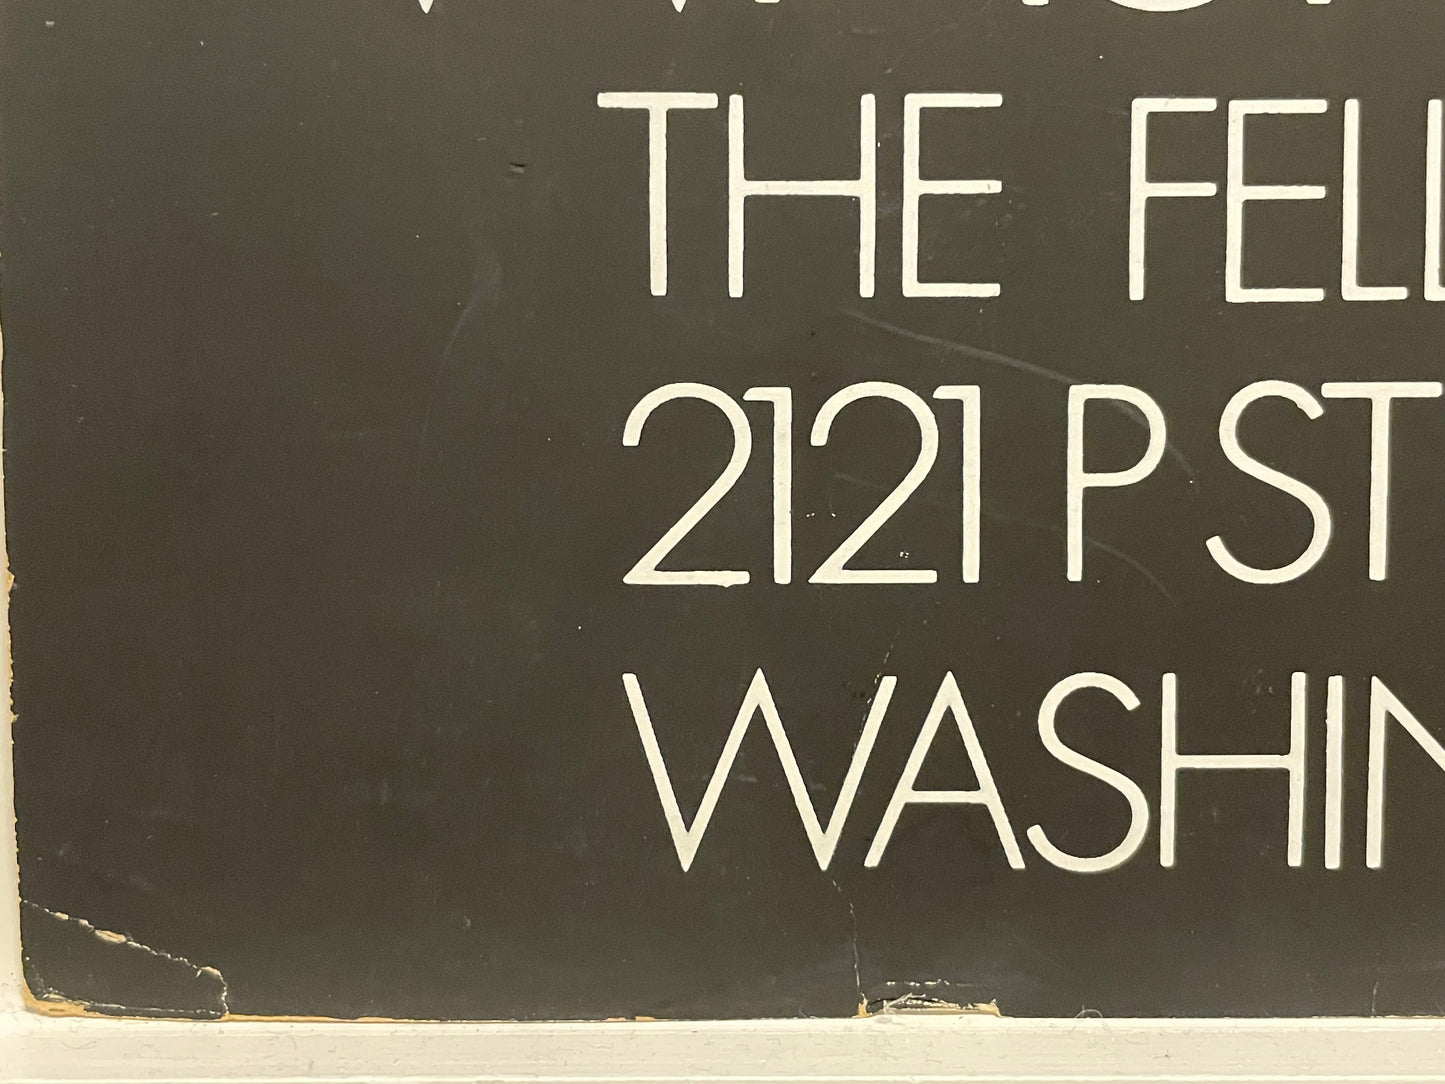 THE FELL
2121 P ST
WASHIN